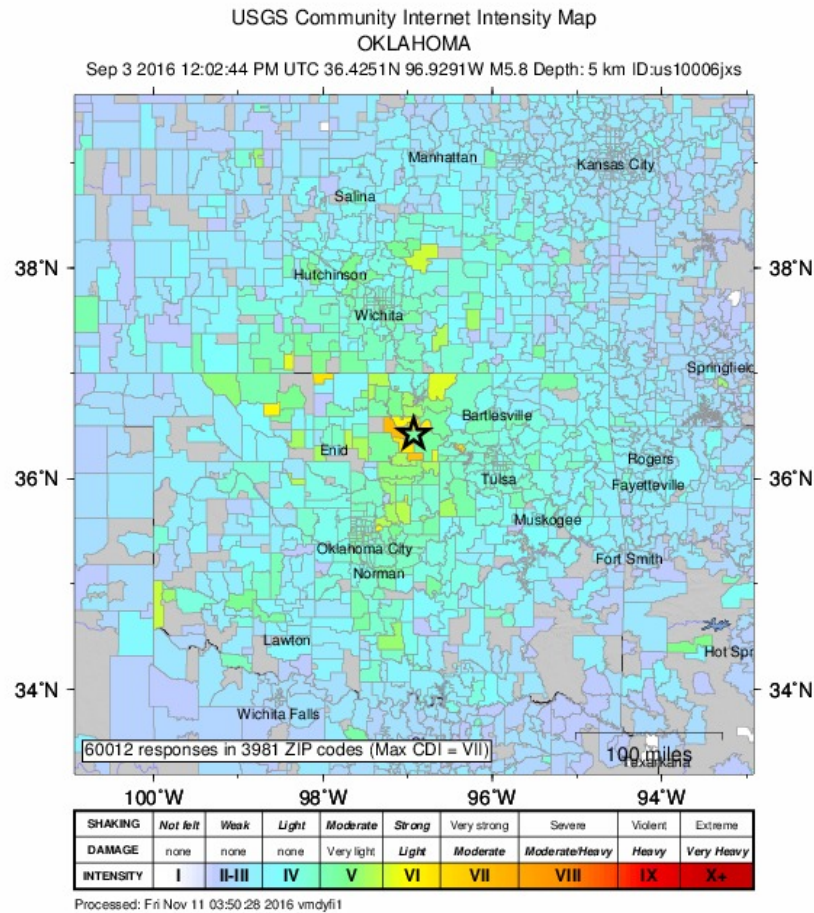 USGS Community Internet Intensity Map
OKLAHOMA
Sep 3 2016 12:02:44 PM UTC 36.4251N 96.9291W M5.8 Depth: 5 km ID:us10006jxs
Manhattan
Kansas City
Salina
38°N
38°N
Hutchinson
Wichita
Springfield
Bartlesville
Enid
36°N
36°N
Rogers
Tulsa
Fayetteville
Muskogee
Oklahoma City
Fort Smith
Norman
Lawton
Hot Spr
34°N
34°N
Wichita Falls
60012 responses in 3981 ZIP codes (Max CDI = VII)
100 miles
Texarkana
100°W 98°W 96°W 94°W
SHAKING Not felt Weak Light Moderate Strong Very strong Severe Violent Extreme
DAMAGE none none none Very light Light Moderate Moderate/Heavy Heavy Very Heavy
INTENSITY I II-III IV V VI VII VIII IX X+
Processed: Fri Nov 11 03:50:28 2016 vmdyfi1